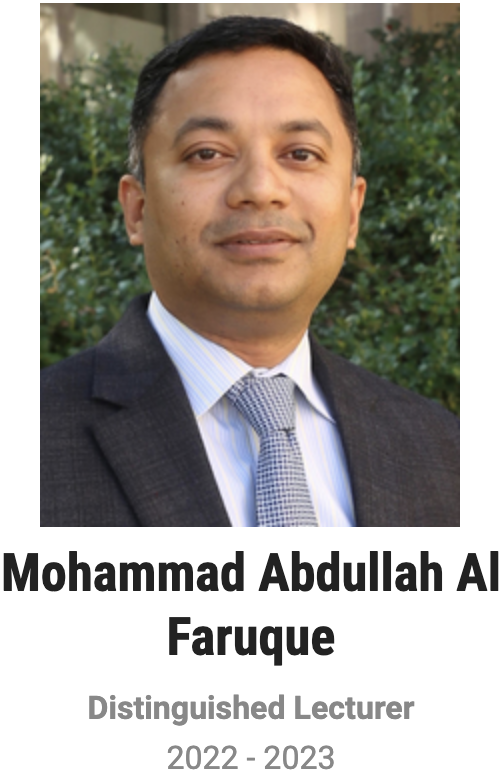 Mohammad Abdullah Al
Faruque
Distinguished Lecturer
2022 - 2023